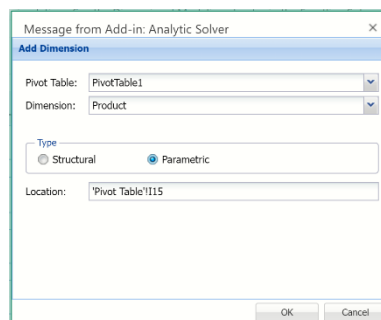 Message from Add-in: Analytic Solver
Add Dimension
Pivot Table: PivotTable1
Dimension: Product
Type
Structural Parametric
Location: 'Pivot Table'!I15
OK Cancel